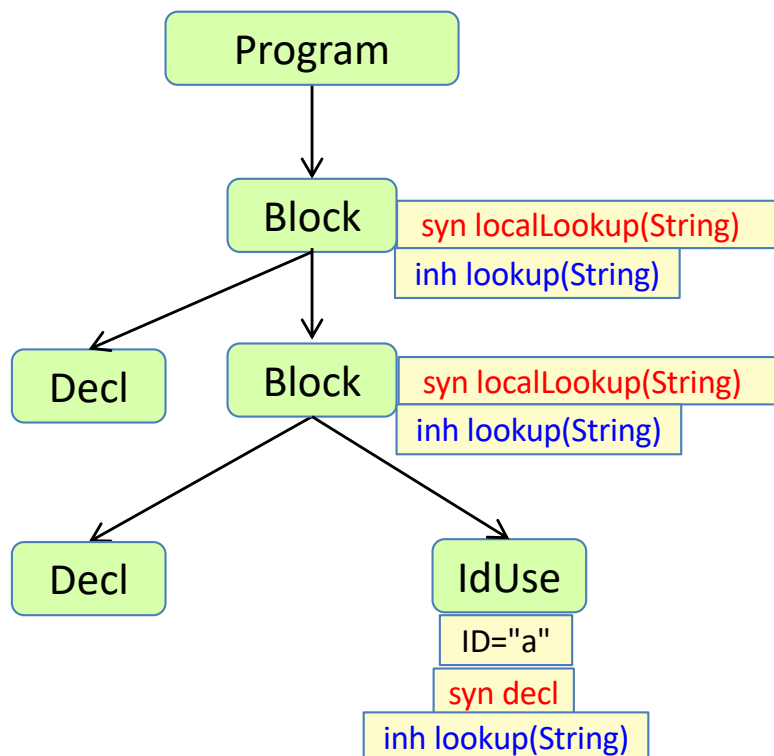 Program
Block
syn localLookup(String)
inh lookup(String)
Decl
Block
syn localLookup(String)
inh lookup(String)
Decl
IdUse
ID="a"
syn decl
inh lookup(String)